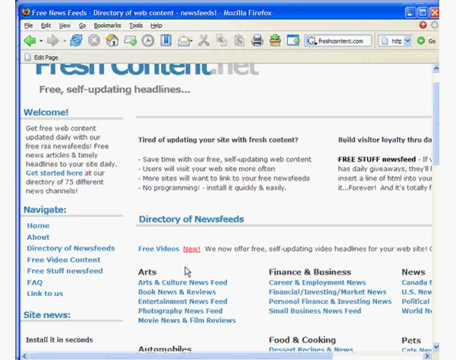 Free News Feeds - Directory of web content - newsfeeds! - Mozilla Firefox
File Edit View Go Bookmarks Tools Help
freshcontent.com
http
Go
Edit Page
Fresh Content.net
Free, self-updating headlines...
Welcome!
Get free web content
updated daily with our
free rss newsfeeds! Free
news articles & timely
headlines to your site daily.
Get started here at our
directory of 75 different
news channels!
Navigate:
Home
About
Directory of Newsfeeds
Free Video Content
Free Stuff newsfeed
FAQ
Link to us
Site news:
Install it in seconds
Tired of updating your site with fresh content?
- Save time with our free, self-updating web content
- Users will visit your web site more often
- More sites will want to link to your free newsfeeds
- No programming! - install it quickly & easily.
Build visitor loyalty thru da
FREE STUFF newsfeed - If
has daily giveaways, they'll
insert a line of html into your
it...Forever! And it's totally f
Directory of Newsfeeds
Free Videos New! We now offer free, self-updating video headlines for your web site!
Arts
Arts & Culture News Feed
Book News & Reviews
Entertainment News Feed
Photography News Feed
Movie News & Film Reviews
Finance & Business
Career & Employment News
Financial/Investing/Market News
Personal Finance & Investing News
Small Business News Feed
News
Canada
U.S.
Political
World
Automobiles
Food & Cooking
Dessert Recipes & News
Pets